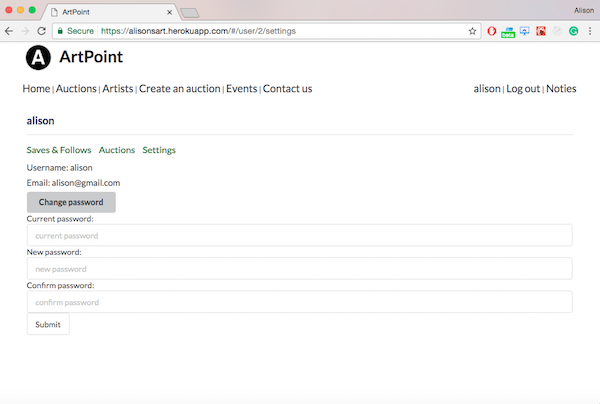 ArtPoint
Alison
Secure https://alisonsart.herokuapp.com/#/user/2/settings
beta
A ArtPoint
Home | Auctions | Artists | Create an auction | Events | Contact us
alison | Log out | Noties
alison
Saves & Follows Auctions Settings
Username: alison
Email: alison@gmail.com
Change password
Current password:
current password
New password:
new password
Confirm password:
confirm password
Submit